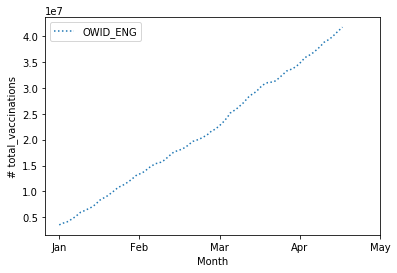 1e7
OWID_ENG
4.0
3.5
3.0
2.5
2.0
1.5
1.0
0.5
# total_vaccinations
Jan Feb Mar Apr May
Month